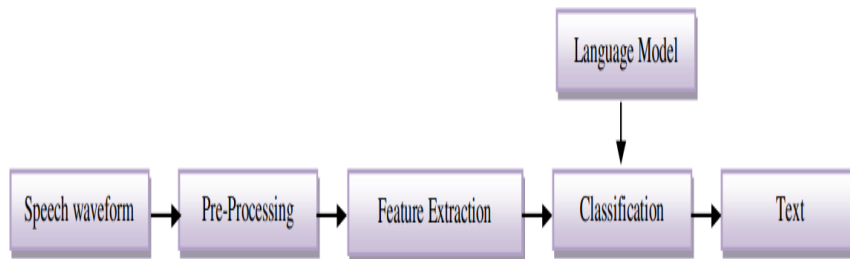 Language Model
Speech waveform
Pre-Processing
Feature Extraction
Classification
Text